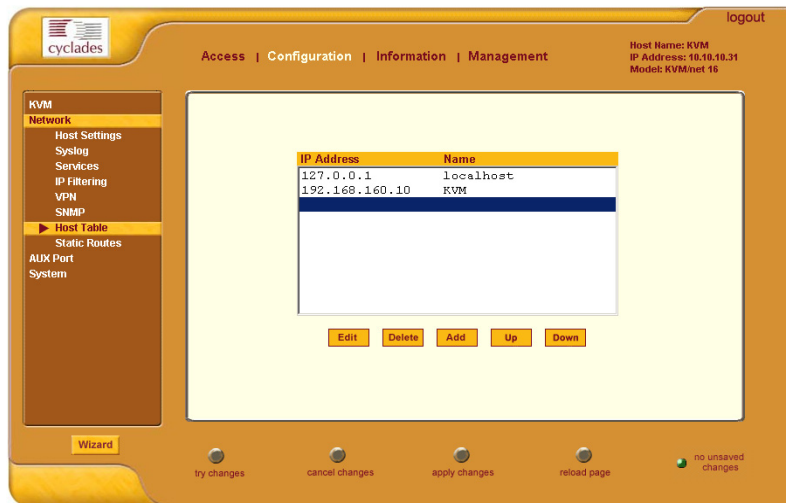 logout
cyclades
Access | Configuration | Information | Management
Host Name: KVM
IP Address: 10.10.10.31
Model: KVM/net 16
KVM
Network
Host Settings
Syslog
Services
IP Filtering
VPN
SNMP
Host Table
Static Routes
AUX Port
System
IP Address Name
127.0.0.1 localhost
192.168.160.10 KVM
Edit Delete Add Up Down
Wizard
try changes
cancel changes
apply changes
reload page
no unsaved
changes